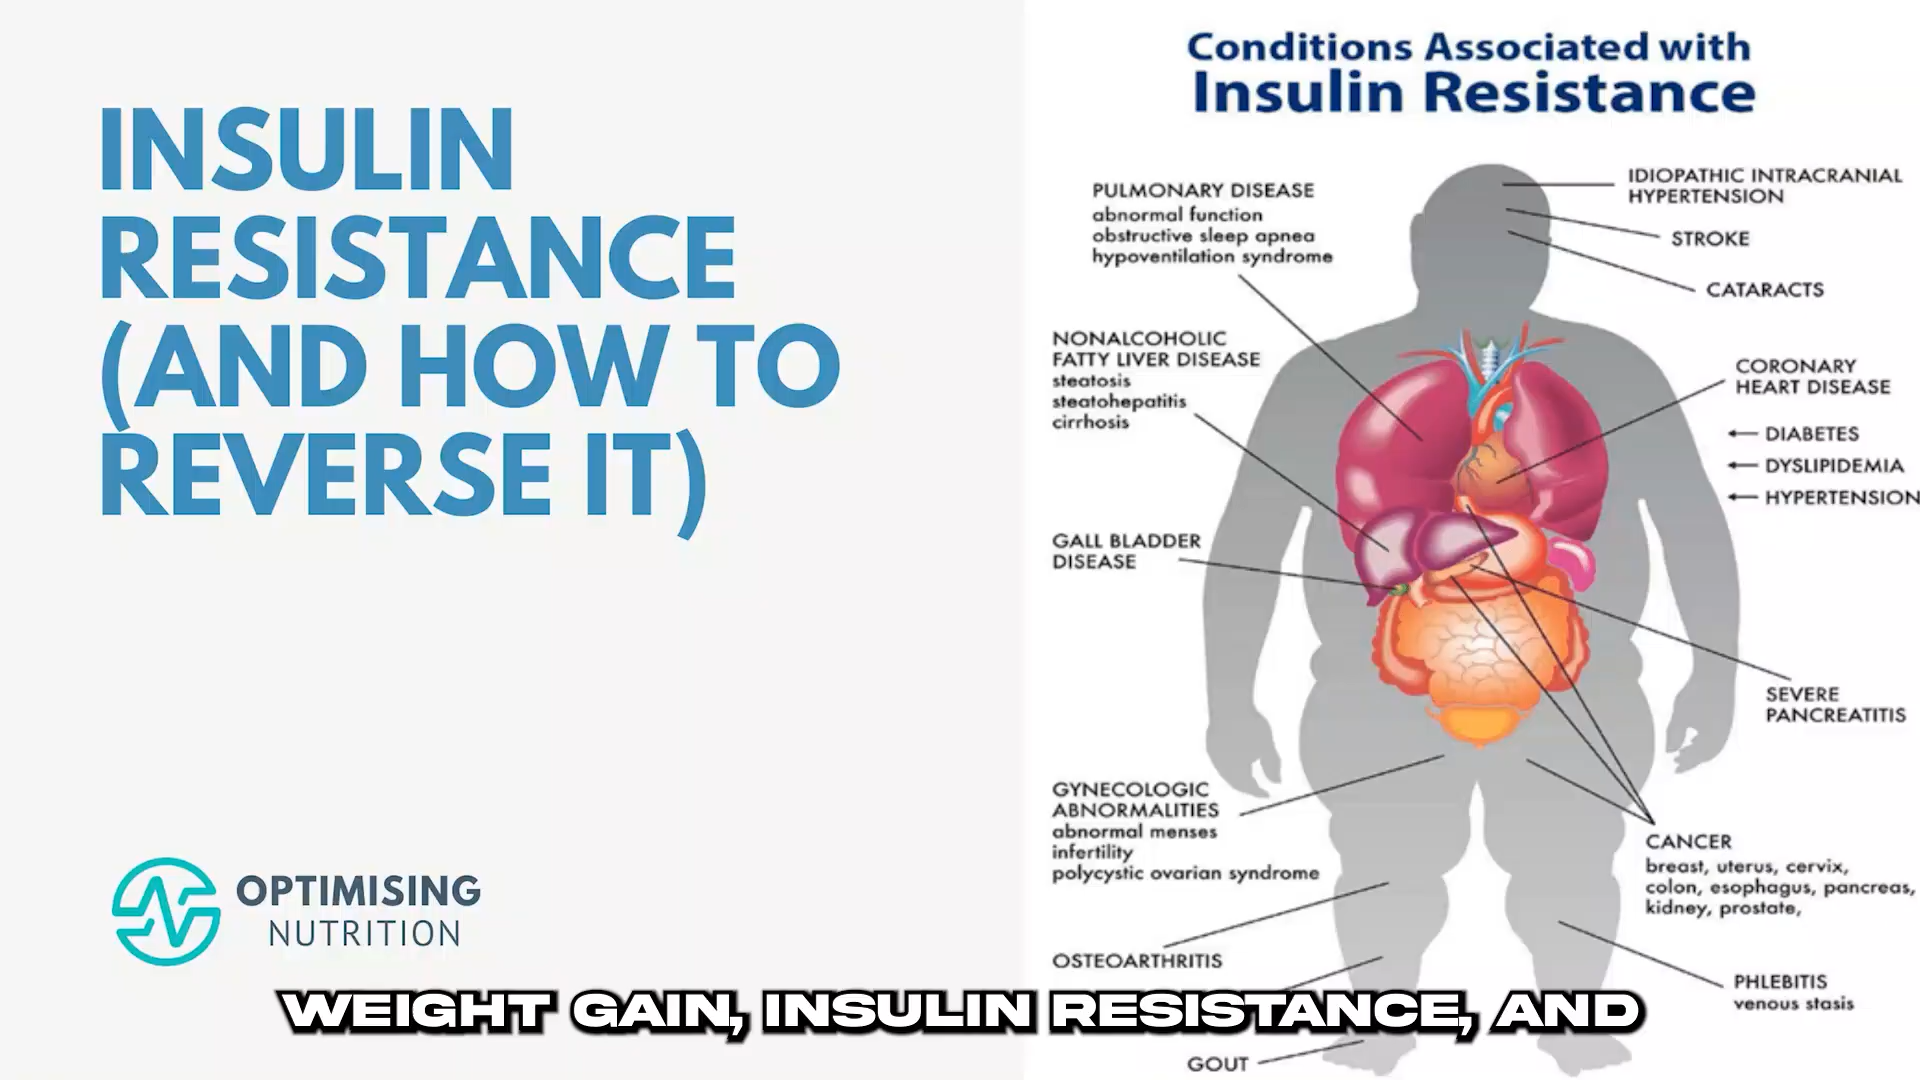 INSULIN
RESISTANCE
(AND HOW TO
REVERSE IT)
OPTIMISING
NUTRITION
Conditions Associated with
Insulin Resistance
PULMONARY DISEASE
abnormal function
obstructive sleep apnea
hypoventilation syndrome
NONALCOHOLIC
FATTY LIVER DISEASE
steatosis
steatohepatitis
cirrhosis
GALL BLADDER
DISEASE
GYNECOLOGIC
ABNORMALITIES
abnormal menses
infertility
polycystic ovarian syndrome
OSTEOARTHRITIS
GOUT
IDIOPATHIC INTRACRANIAL
HYPERTENSION
STROKE
CATARACTS
CORONARY
HEART DISEASE
DIABETES
DYSLIPIDEMIA
HYPERTENSION
SEVERE
PANCREATITIS
CANCER
breast, uterus, cervix,
colon, esophagus, pancreas,
kidney, prostate,
PHLEBITIS
venous stasis
WEIGHT GAIN, INSULIN RESISTANCE, AND